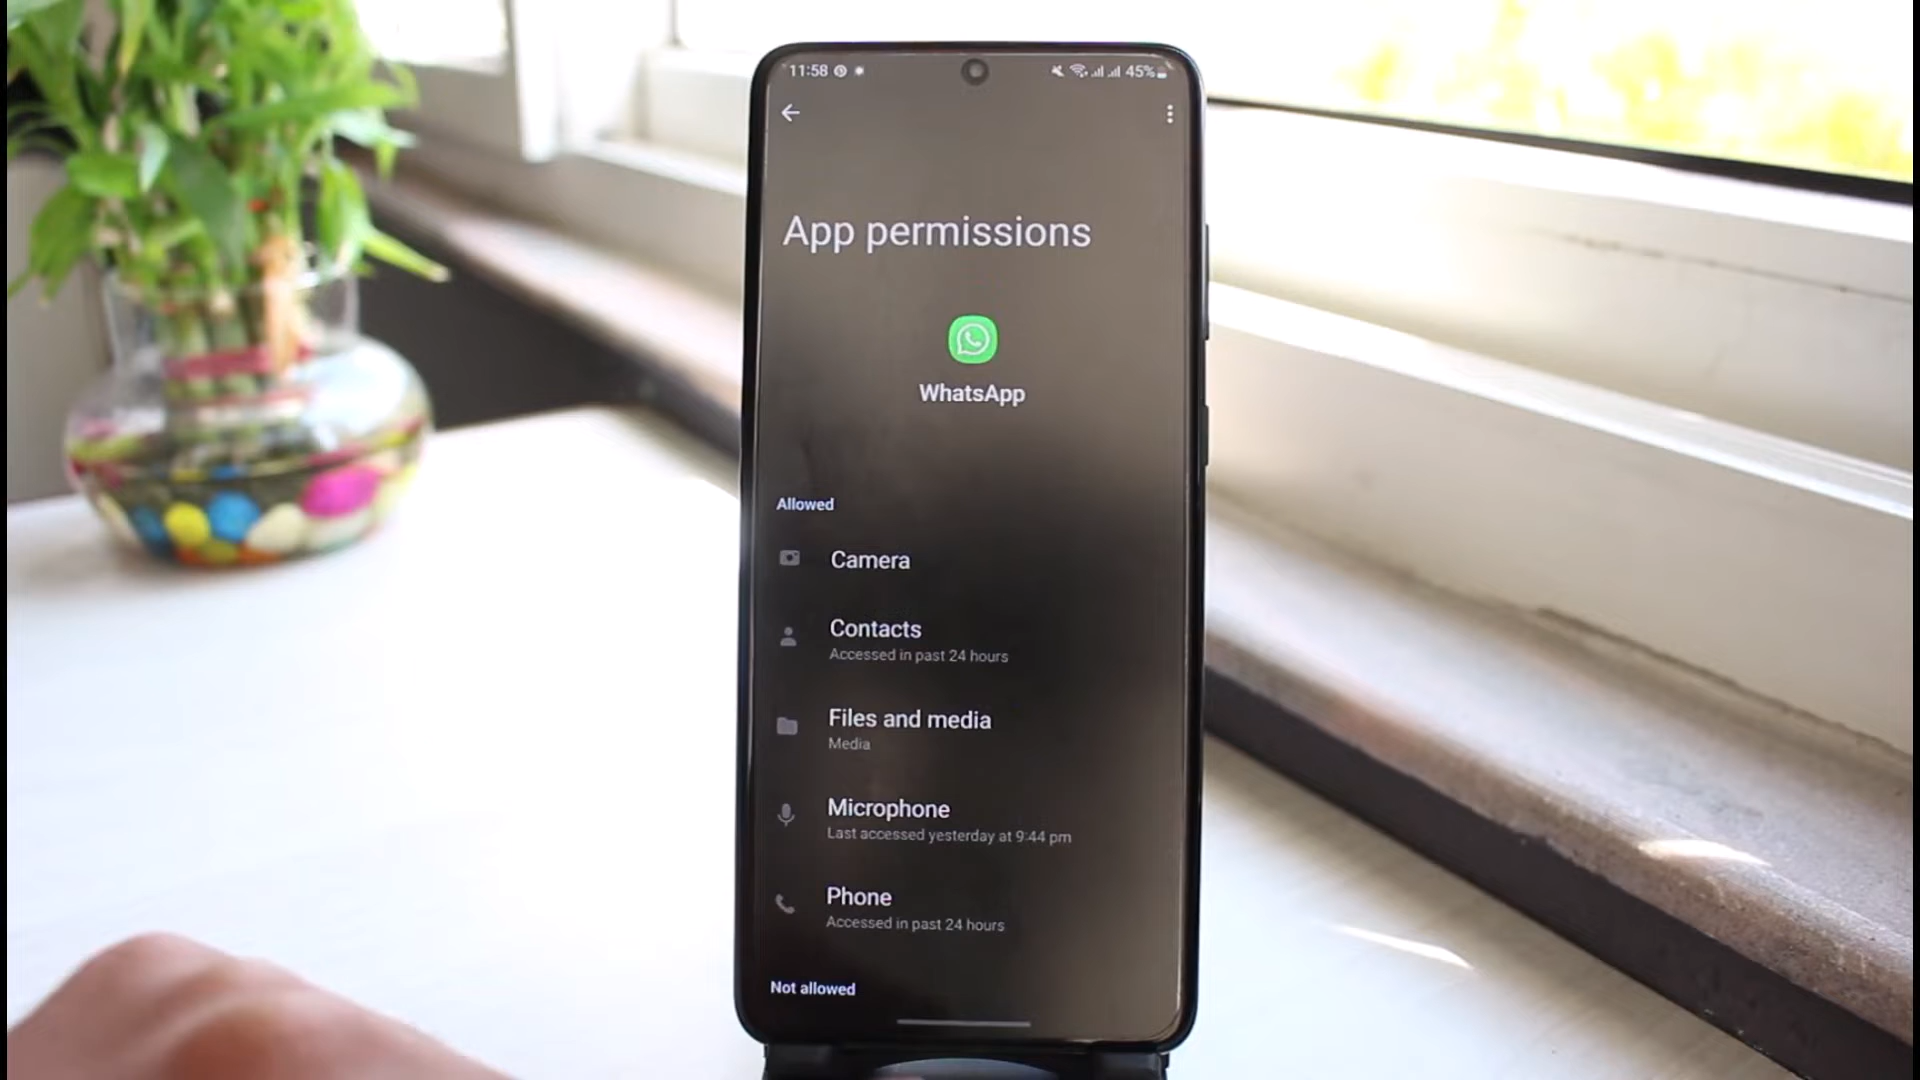 11:58 45%
App permissions
WhatsApp
Allowed
Camera
Contacts
Accessed in past 24 hours
Files and media
Media
Microphone
Last accessed yesterday at 9:44 pm
Phone
Accessed in past 24 hours
Not allowed